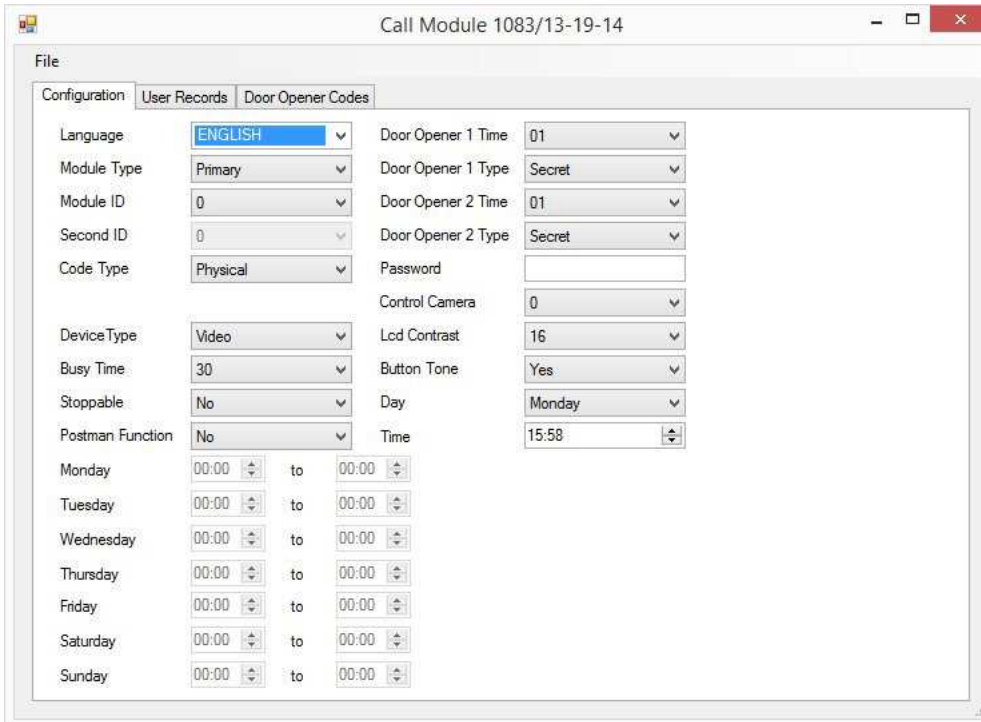 Call Module 1083/13-19-14
File
Configuration User Records Door Opener Codes
Language ENGLISH Door Opener 1 Time 01
Module Type Primary Door Opener 1 Type Secret
Module ID 0 Door Opener 2 Time 01
Second ID 0 Door Opener 2 Type Secret
Code Type Physical Password
Control Camera 0
DeviceType Video Lcd Contrast 16
Busy Time 30 Button Tone Yes
Stoppable No Day Monday
Postman Function No Time 15:58
Monday 00:00 to 00:00
Tuesday 00:00 to 00:00
Wednesday 00:00 to 00:00
Thursday 00:00 to 00:00
Friday 00:00 to 00:00
Saturday 00:00 to 00:00
Sunday 00:00 to 00:00